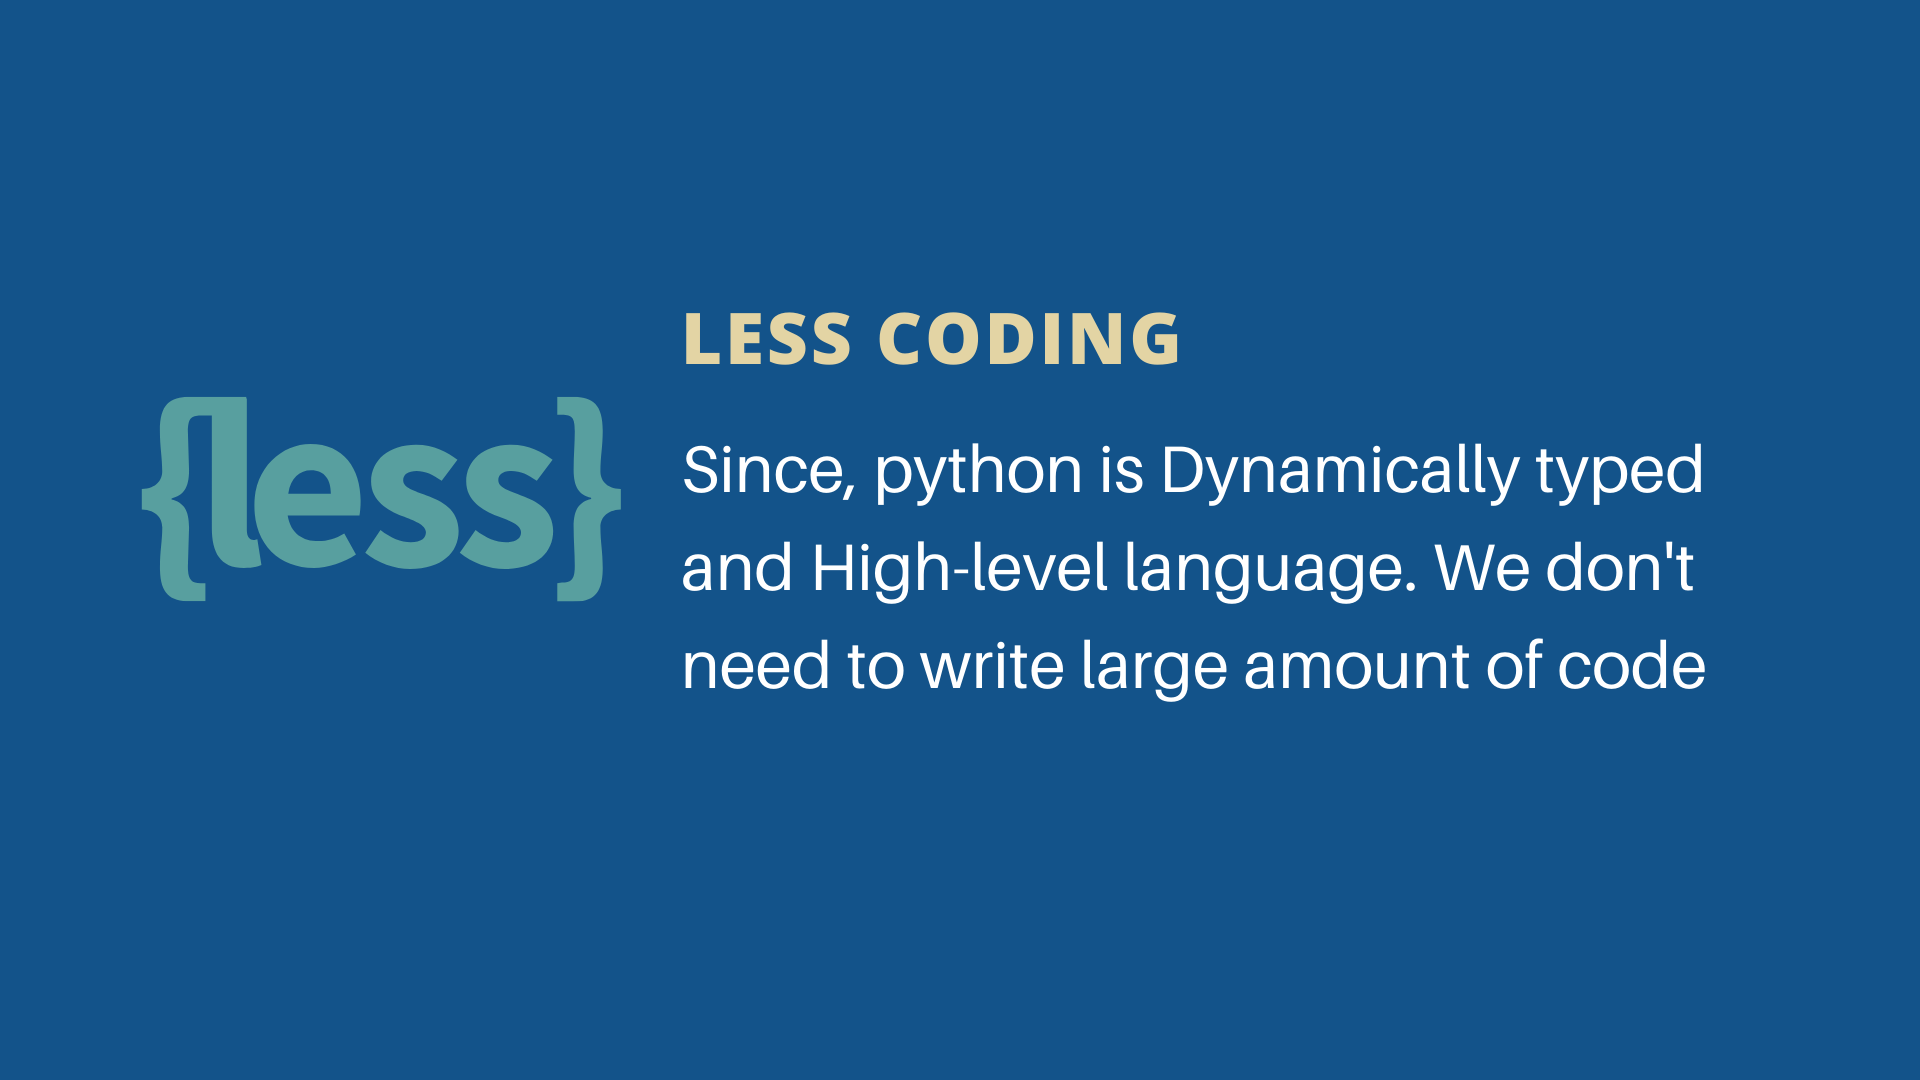 {less}
LESS CODING
Since, python is Dynamically typed
and High-level language. We don't
need to write large amount of code